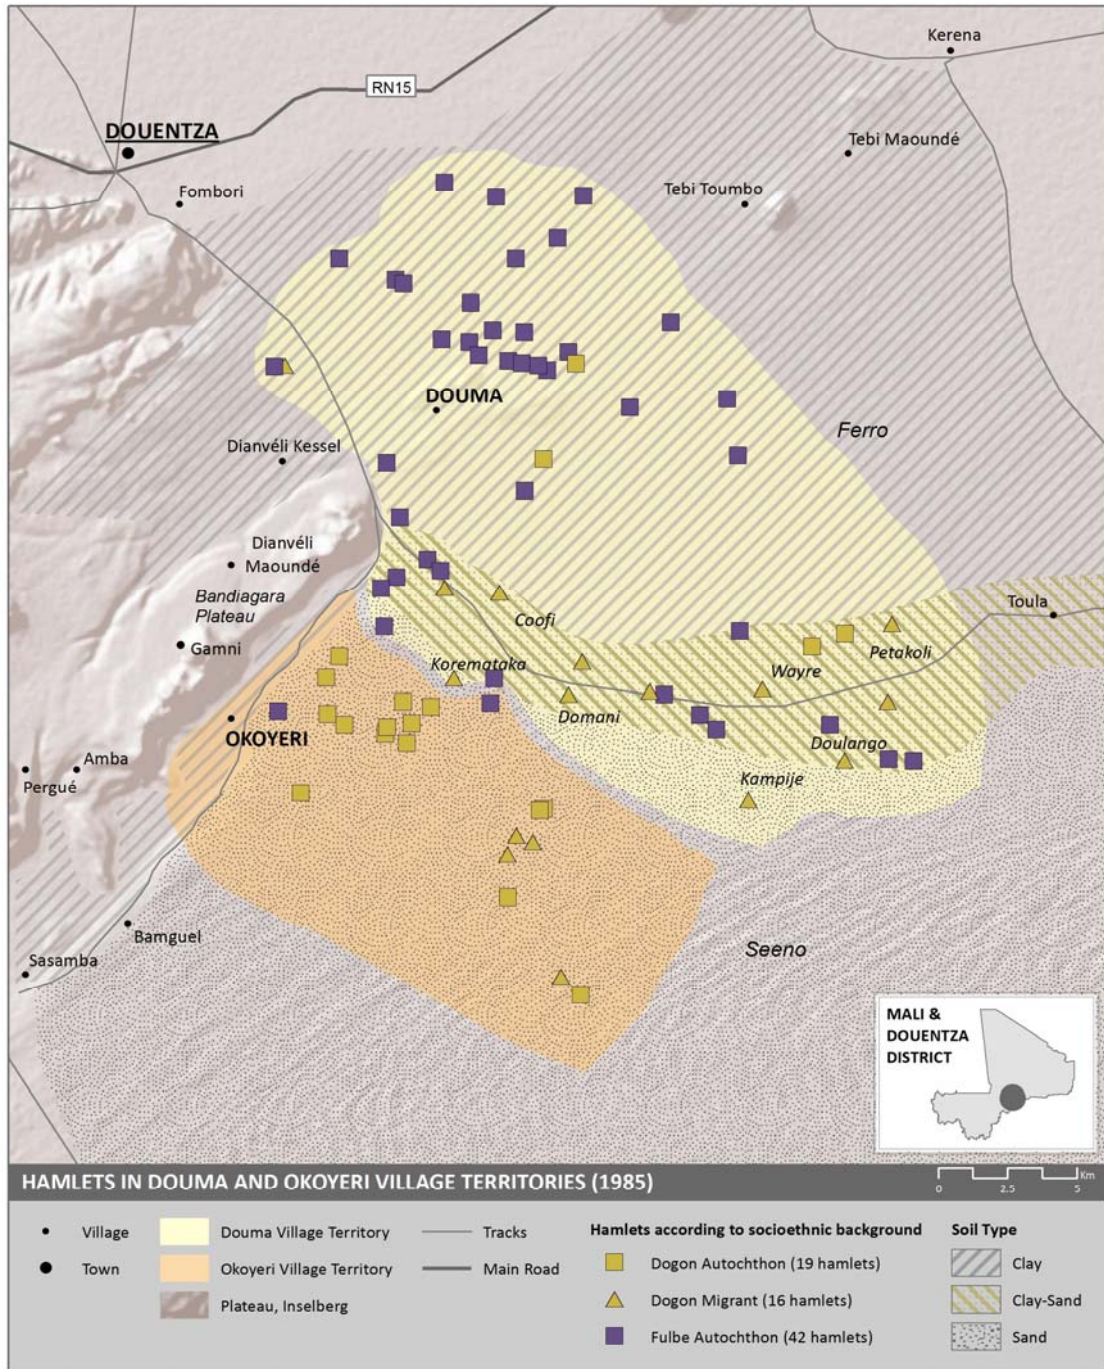 Kerena
RN15
DOUENTZA
Tebi Maoundé
Fombori
Tebi Toumbo
DOUMA
Ferro
Dianvéli Kessel
Dianvéli
Maoundé
Bandiagara
Plateau
Toula
Coofi
Gamni
Koremataka
Wayre
Petakoli
Domani
OKOYERI
Doulango
Amba
Pergué
Kampije
Bamguel
Seeno
Sasamba
MALI &
DOUENTZA
DISTRICT
HAMLETS IN DOUMA AND OKOYERI VILLAGE TERRITORIES (1985)
Km
0 2.5 5
Village
Town
Douma Village Territory
Okoyeri Village Territory
Plateau, Inselberg
Tracks
Main Road
Hamlets according to socioethnic background
Dogon Autochthon (19 hamlets)
Dogon Migrant (16 hamlets)
Fulbe Autochthon (42 hamlets)
Soil Type
Clay
Clay-Sand
Sand